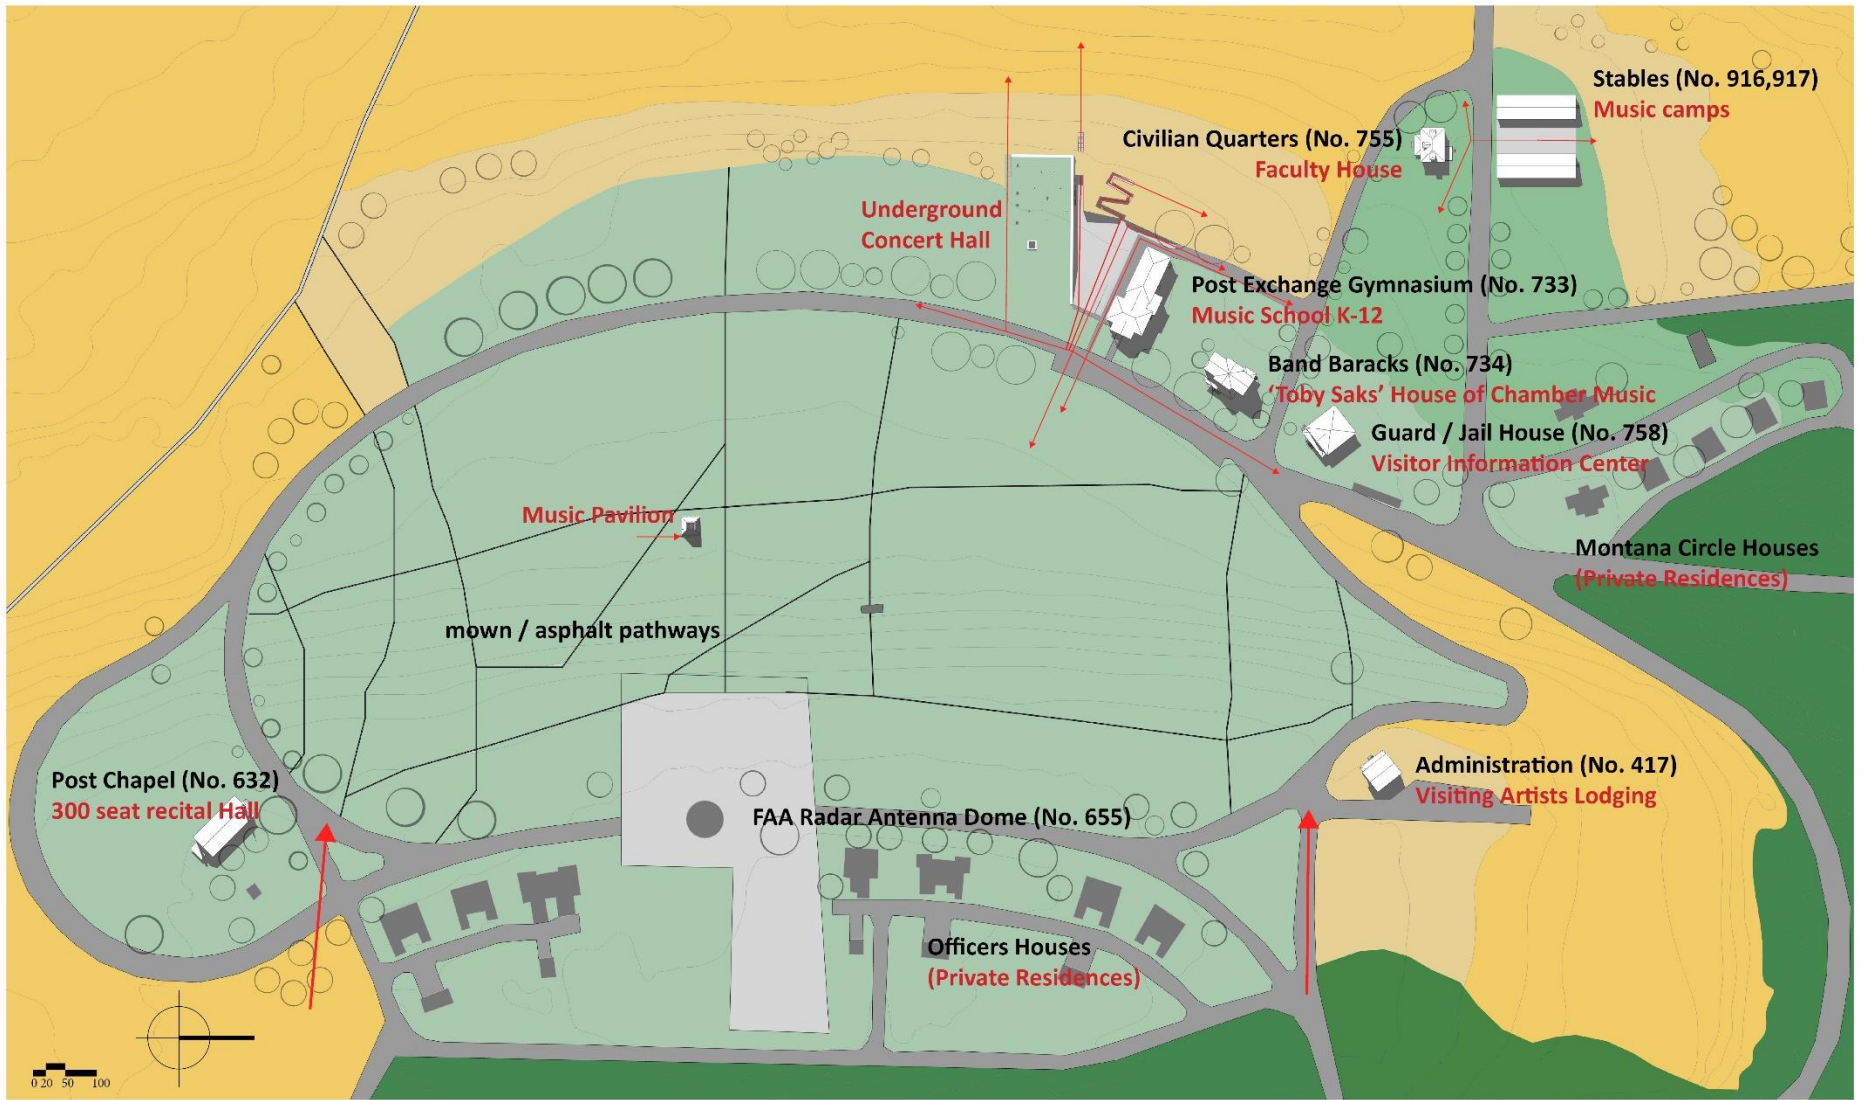 Stables (No. 916,917)
Music camps
Civilian Quarters (No. 755)
Faculty House
Underground
Concert Hall
Post Exchange Gymnasium (No. 733)
Music School K-12
Band Baracks (No. 734)
‘Toby Saks’ House of Chamber Music
Guard / Jail House (No. 758)
Visitor Information Center
Music Pavilion
Montana Circle Houses
(Private Residences)
mown / asphalt pathways
Post Chapel (No. 632)
300 seat recital Hall
Administration (No. 417)
Visiting Artists Lodging
FAA Radar Antenna Dome (No. 655)
Officers Houses
(Private Residences)
0 20 50 100